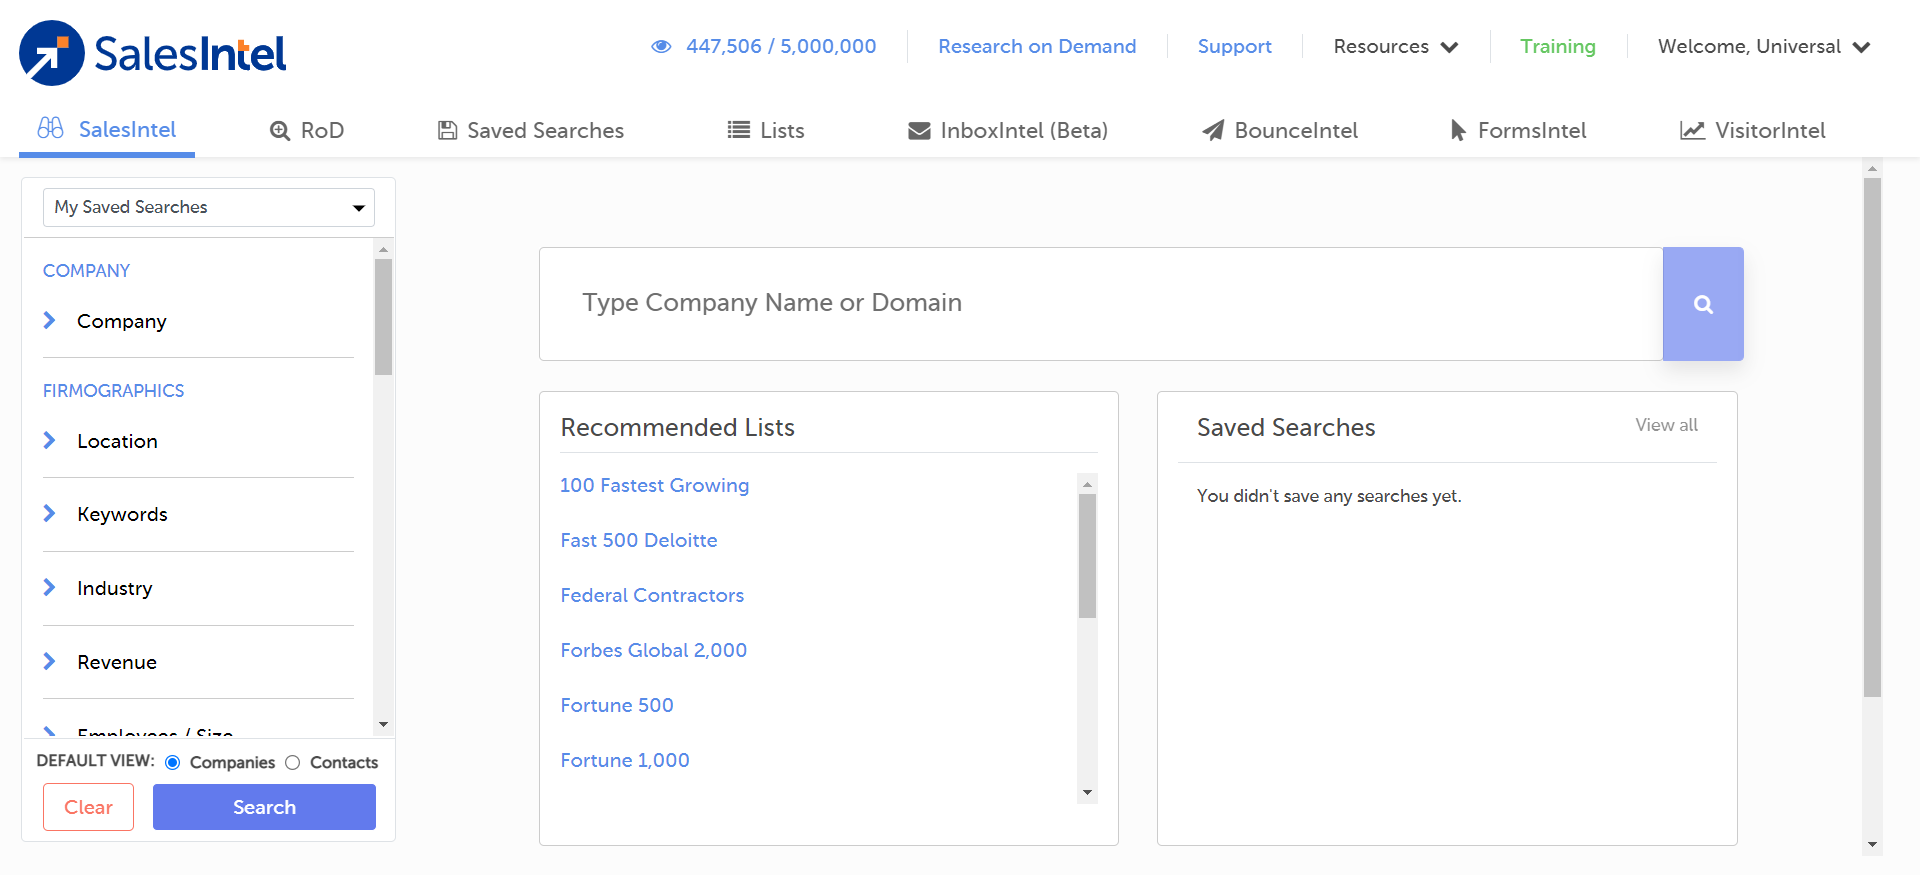 SalesIntel
447,506 / 5,000,000
Research on Demand
Support
Resources
Training
Welcome, Universal
SalesIntel
RoD
Saved Searches
Lists
InboxIntel (Beta)
BounceIntel
FormsIntel
VisitorIntel
My Saved Searches
COMPANY
Company
FIRMOGRAPHICS
Location
Keywords
Industry
Revenue
Employees / Size
DEFAULT VIEW:
Companies
Contacts
Clear
Search
Type Company Name or Domain
Recommended Lists
100 Fastest Growing
Fast 500 Deloitte
Federal Contractors
Forbes Global 2,000
Fortune 500
Fortune 1,000
Saved Searches
View all
You didn't save any searches yet.